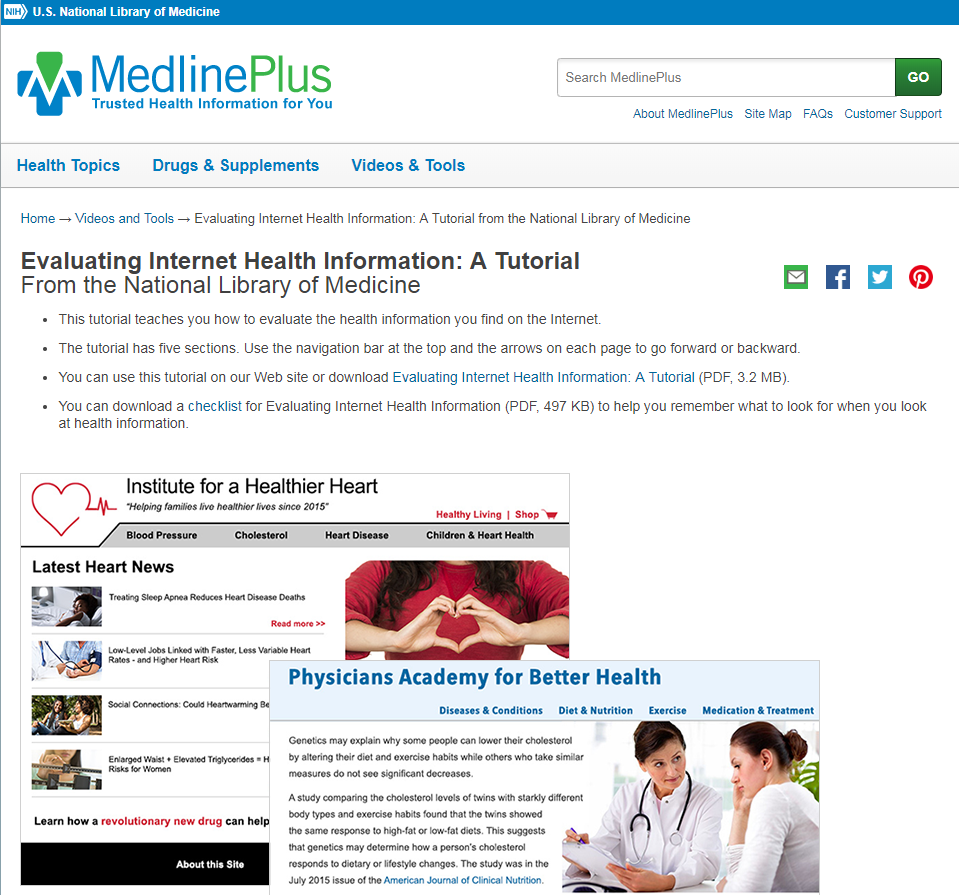 NIH U.S. National Library of Medicine
MedlinePlus
Trusted Health Information for You
Search MedlinePlus
GO
About MedlinePlus Site Map FAQs Customer Support
Health Topics Drugs & Supplements Videos & Tools
Home → Videos and Tools → Evaluating Internet Health Information: A Tutorial from the National Library of Medicine
Evaluating Internet Health Information: A Tutorial
From the National Library of Medicine
• This tutorial teaches you how to evaluate the health information you find on the Internet.
• The tutorial has five sections. Use the navigation bar at the top and the arrows on each page to go forward or backward.
• You can use this tutorial on our Web site or download Evaluating Internet Health Information: A Tutorial (PDF, 3.2 MB).
• You can download a checklist for Evaluating Internet Health Information (PDF, 497 KB) to help you remember what to look for when you look
at health information.
Institute for a Healthier Heart
"Helping families live healthier lives since 2015"
Healthy Living | Shop
Blood Pressure Cholesterol Heart Disease Children & Heart Health
Latest Heart News
Treating Sleep Apnea Reduces Heart Disease Deaths
Read more >>
Low-Level Jobs Linked with Faster, Less Variable Heart
Rates - and Higher Heart Risk
Social Connections: Could Heartwarming Be
Enlarged Waist + Elevated Triglycerides = H
Risks for Women
Learn how a revolutionary new drug can help
About this Site
Physicians Academy for Better Health
Diseases & Conditions Diet & Nutrition Exercise Medication & Treatment
Genetics may explain why some people can lower their cholesterol
by altering their diet and exercise habits while others who take similar
measures do not see significant decreases.
A study comparing the cholesterol levels of twins with starkly different
body types and exercise habits found that the twins showed
the same response to high-fat or low-fat diets. This suggests
that genetics may determine how a person's cholesterol
responds to dietary or lifestyle changes. The study was in the
July 2015 issue of the American Journal of Clinical Nutrition.